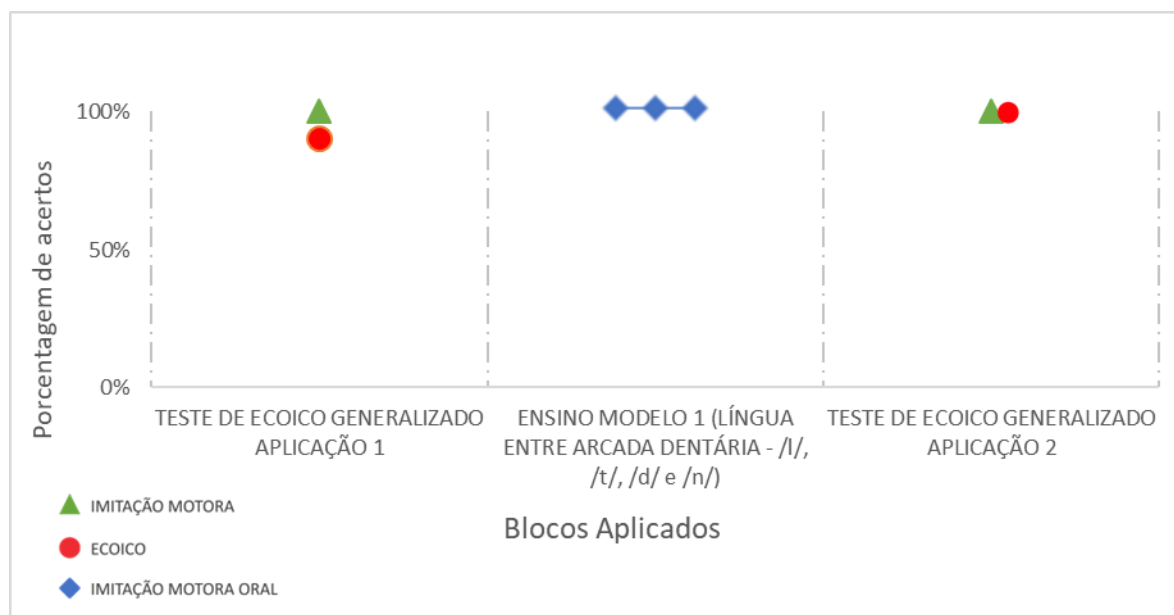 Porcentagem de acertos
100%
50%
0%
TESTE DE ECOICO GENERALIZADO
APLICAÇÃO 1
ENSINO MODELO 1 (LÍNGUA
ENTRE ARCADA DENTÁRIA - /l/,
/t/, /d/ e /n/)
TESTE DE ECOICO GENERALIZADO
APLICAÇÃO 2
Blocos Aplicados
IMITAÇÃO MOTORA
ECOICO
IMITAÇÃO MOTORA ORAL